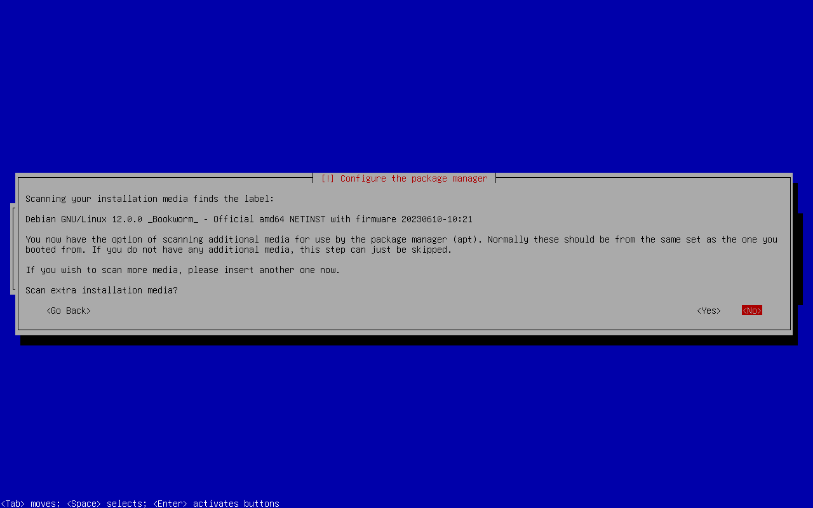 [!] Configure the package manager
Scanning your installation media finds the label:
Debian GNU/Linux 12.0.0 _Bookworm_ - Official amd64 NETINST with firmware 20230610-10:21
You now have the option of scanning additional media for use by the package manager (apt). Normally these should be from the same set as the one you
booted from. If you do not have any additional media, this step can just be skipped.
If you wish to scan more media, please insert another one now.
Scan extra installation media?
<Go Back> <Yes> <No>
<Tab> moves; <Space> selects; <Enter> activates buttons